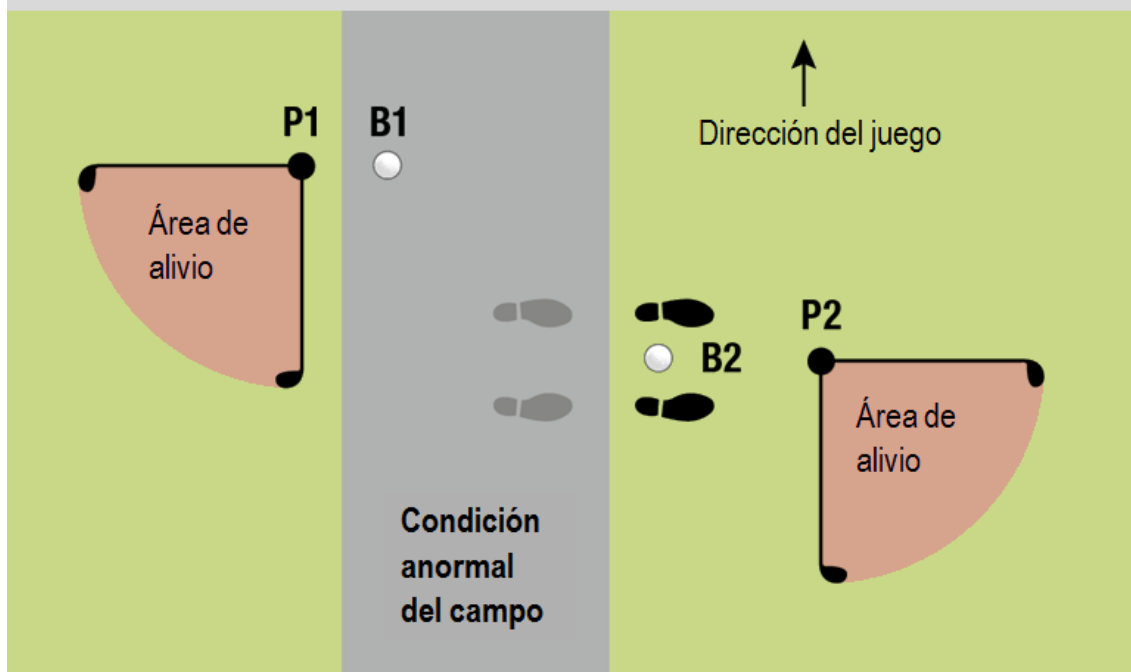 P1
B1
Dirección del juego
Área de
alivio
P2
B2
Área de
alivio
Condición
anormal
del campo